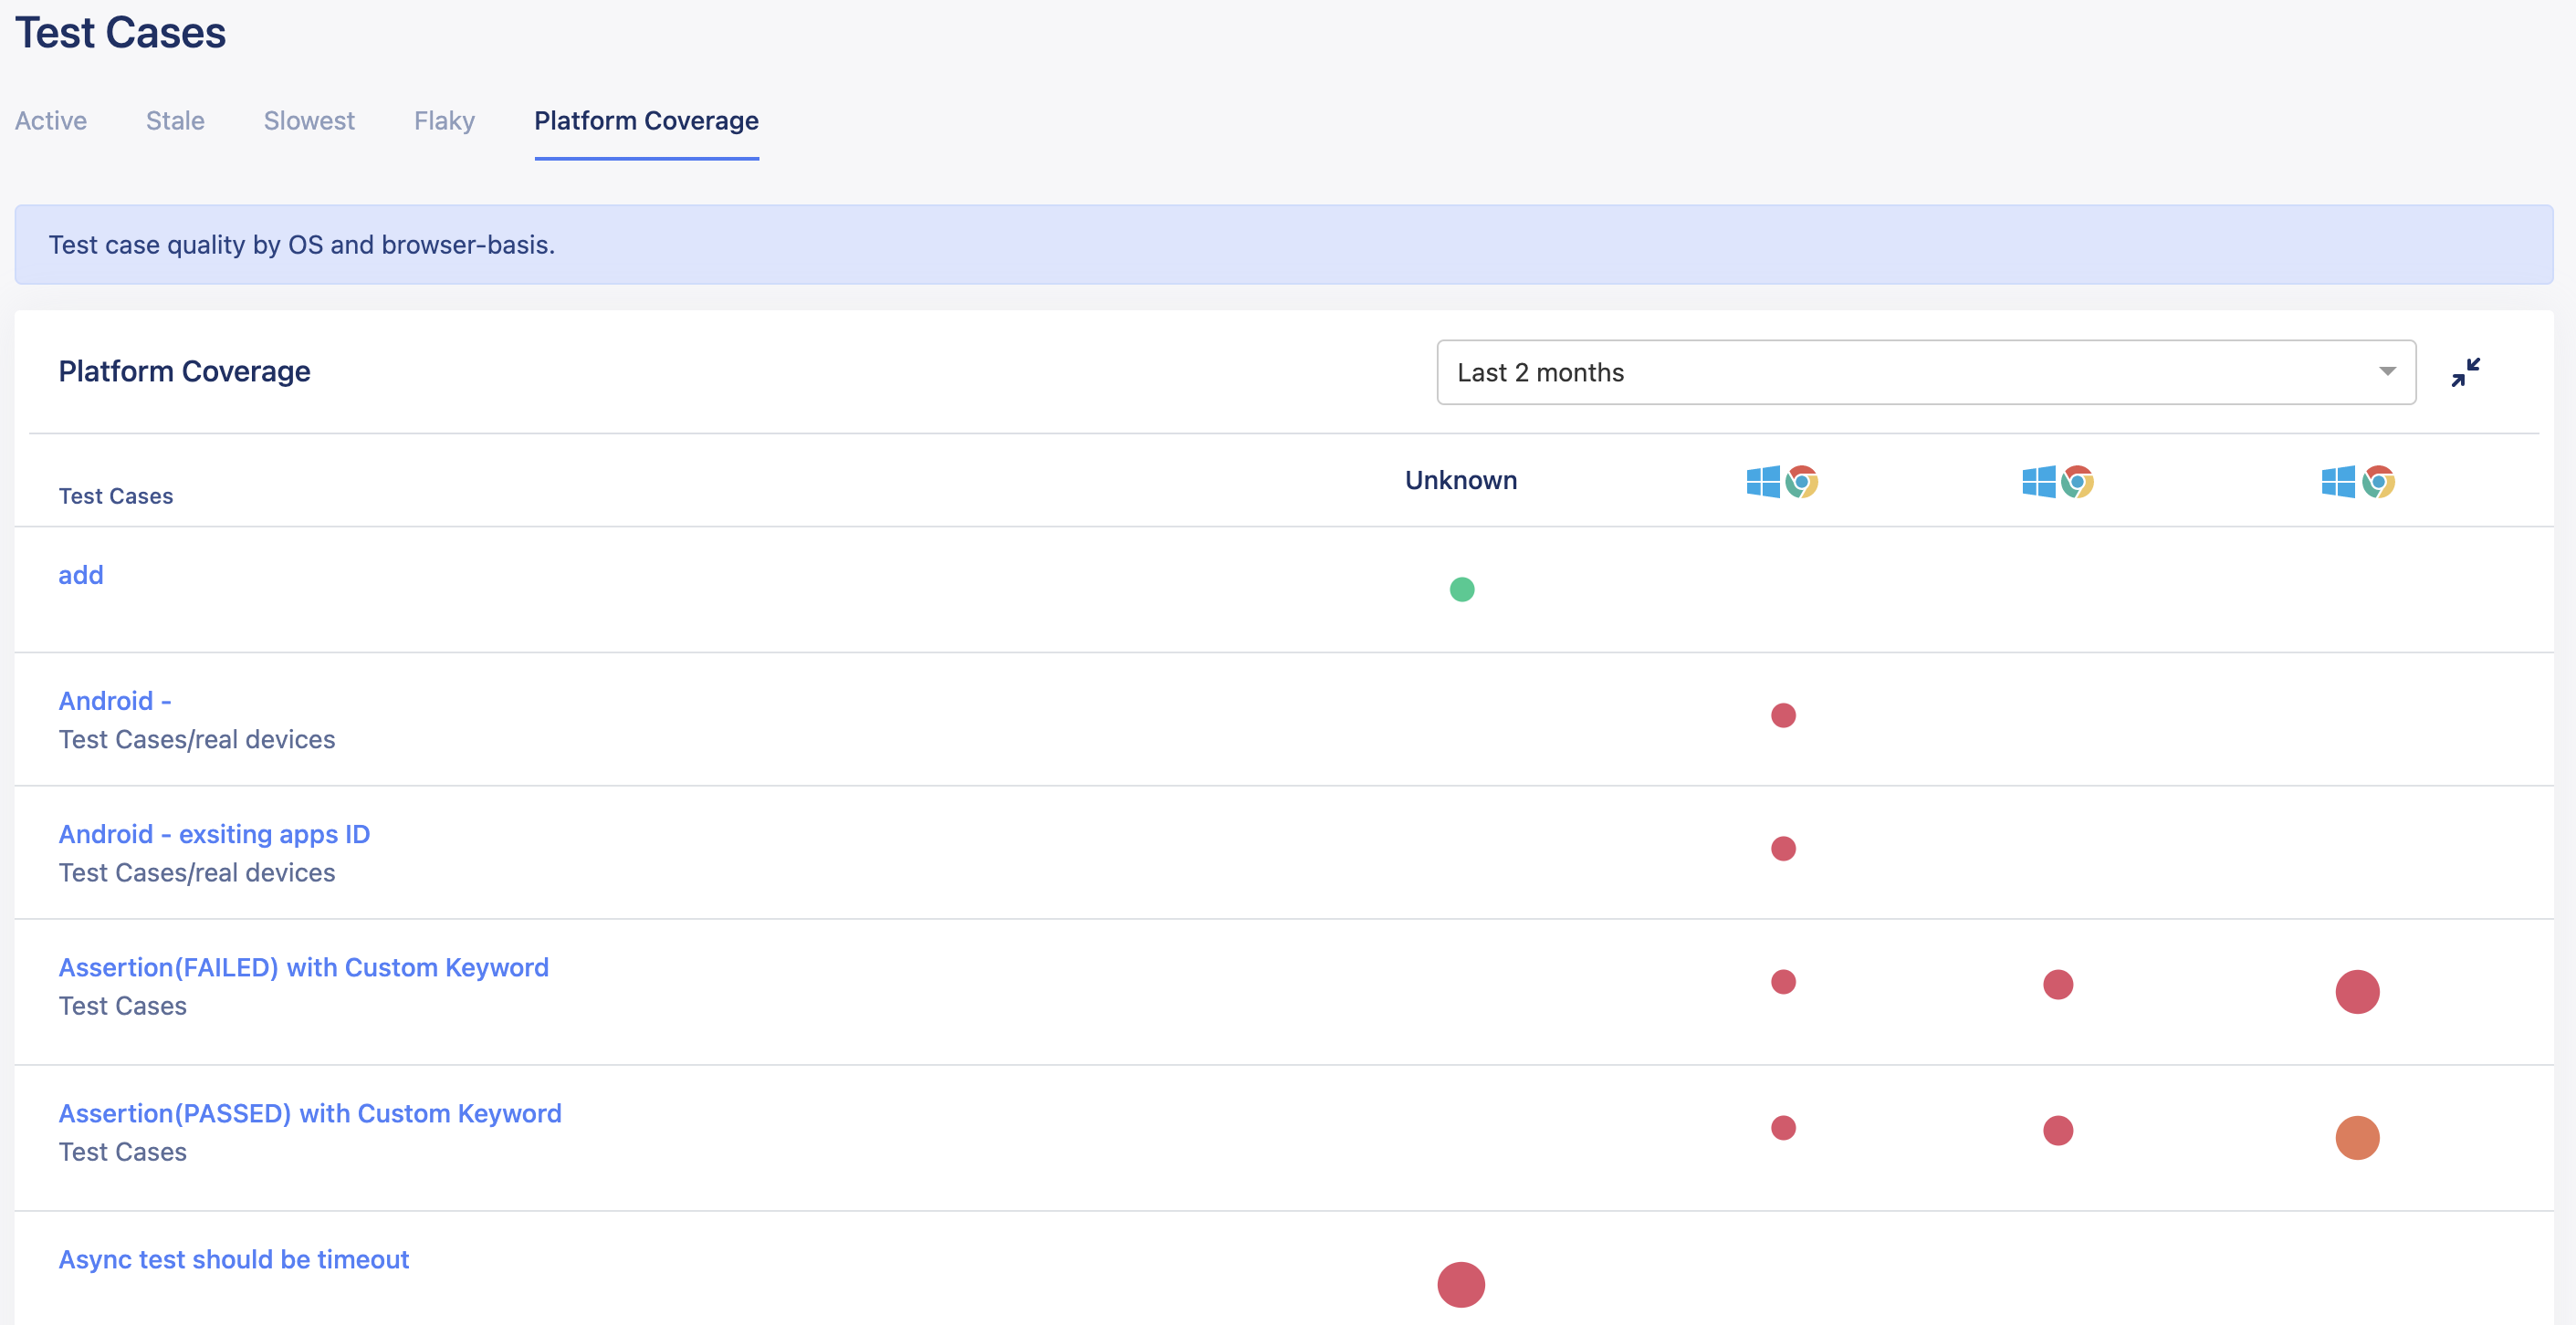 Test Cases
Active Stale Slowest Flaky Platform Coverage
Test case quality by OS and browser-basis.
Platform Coverage Last 2 months
Test Cases Unknown
add
Android -
Test Cases/real devices
Android - exsiting apps ID
Test Cases/real devices
Assertion(FAILED) with Custom Keyword
Test Cases
Assertion(PASSED) with Custom Keyword
Test Cases
Async test should be timeout